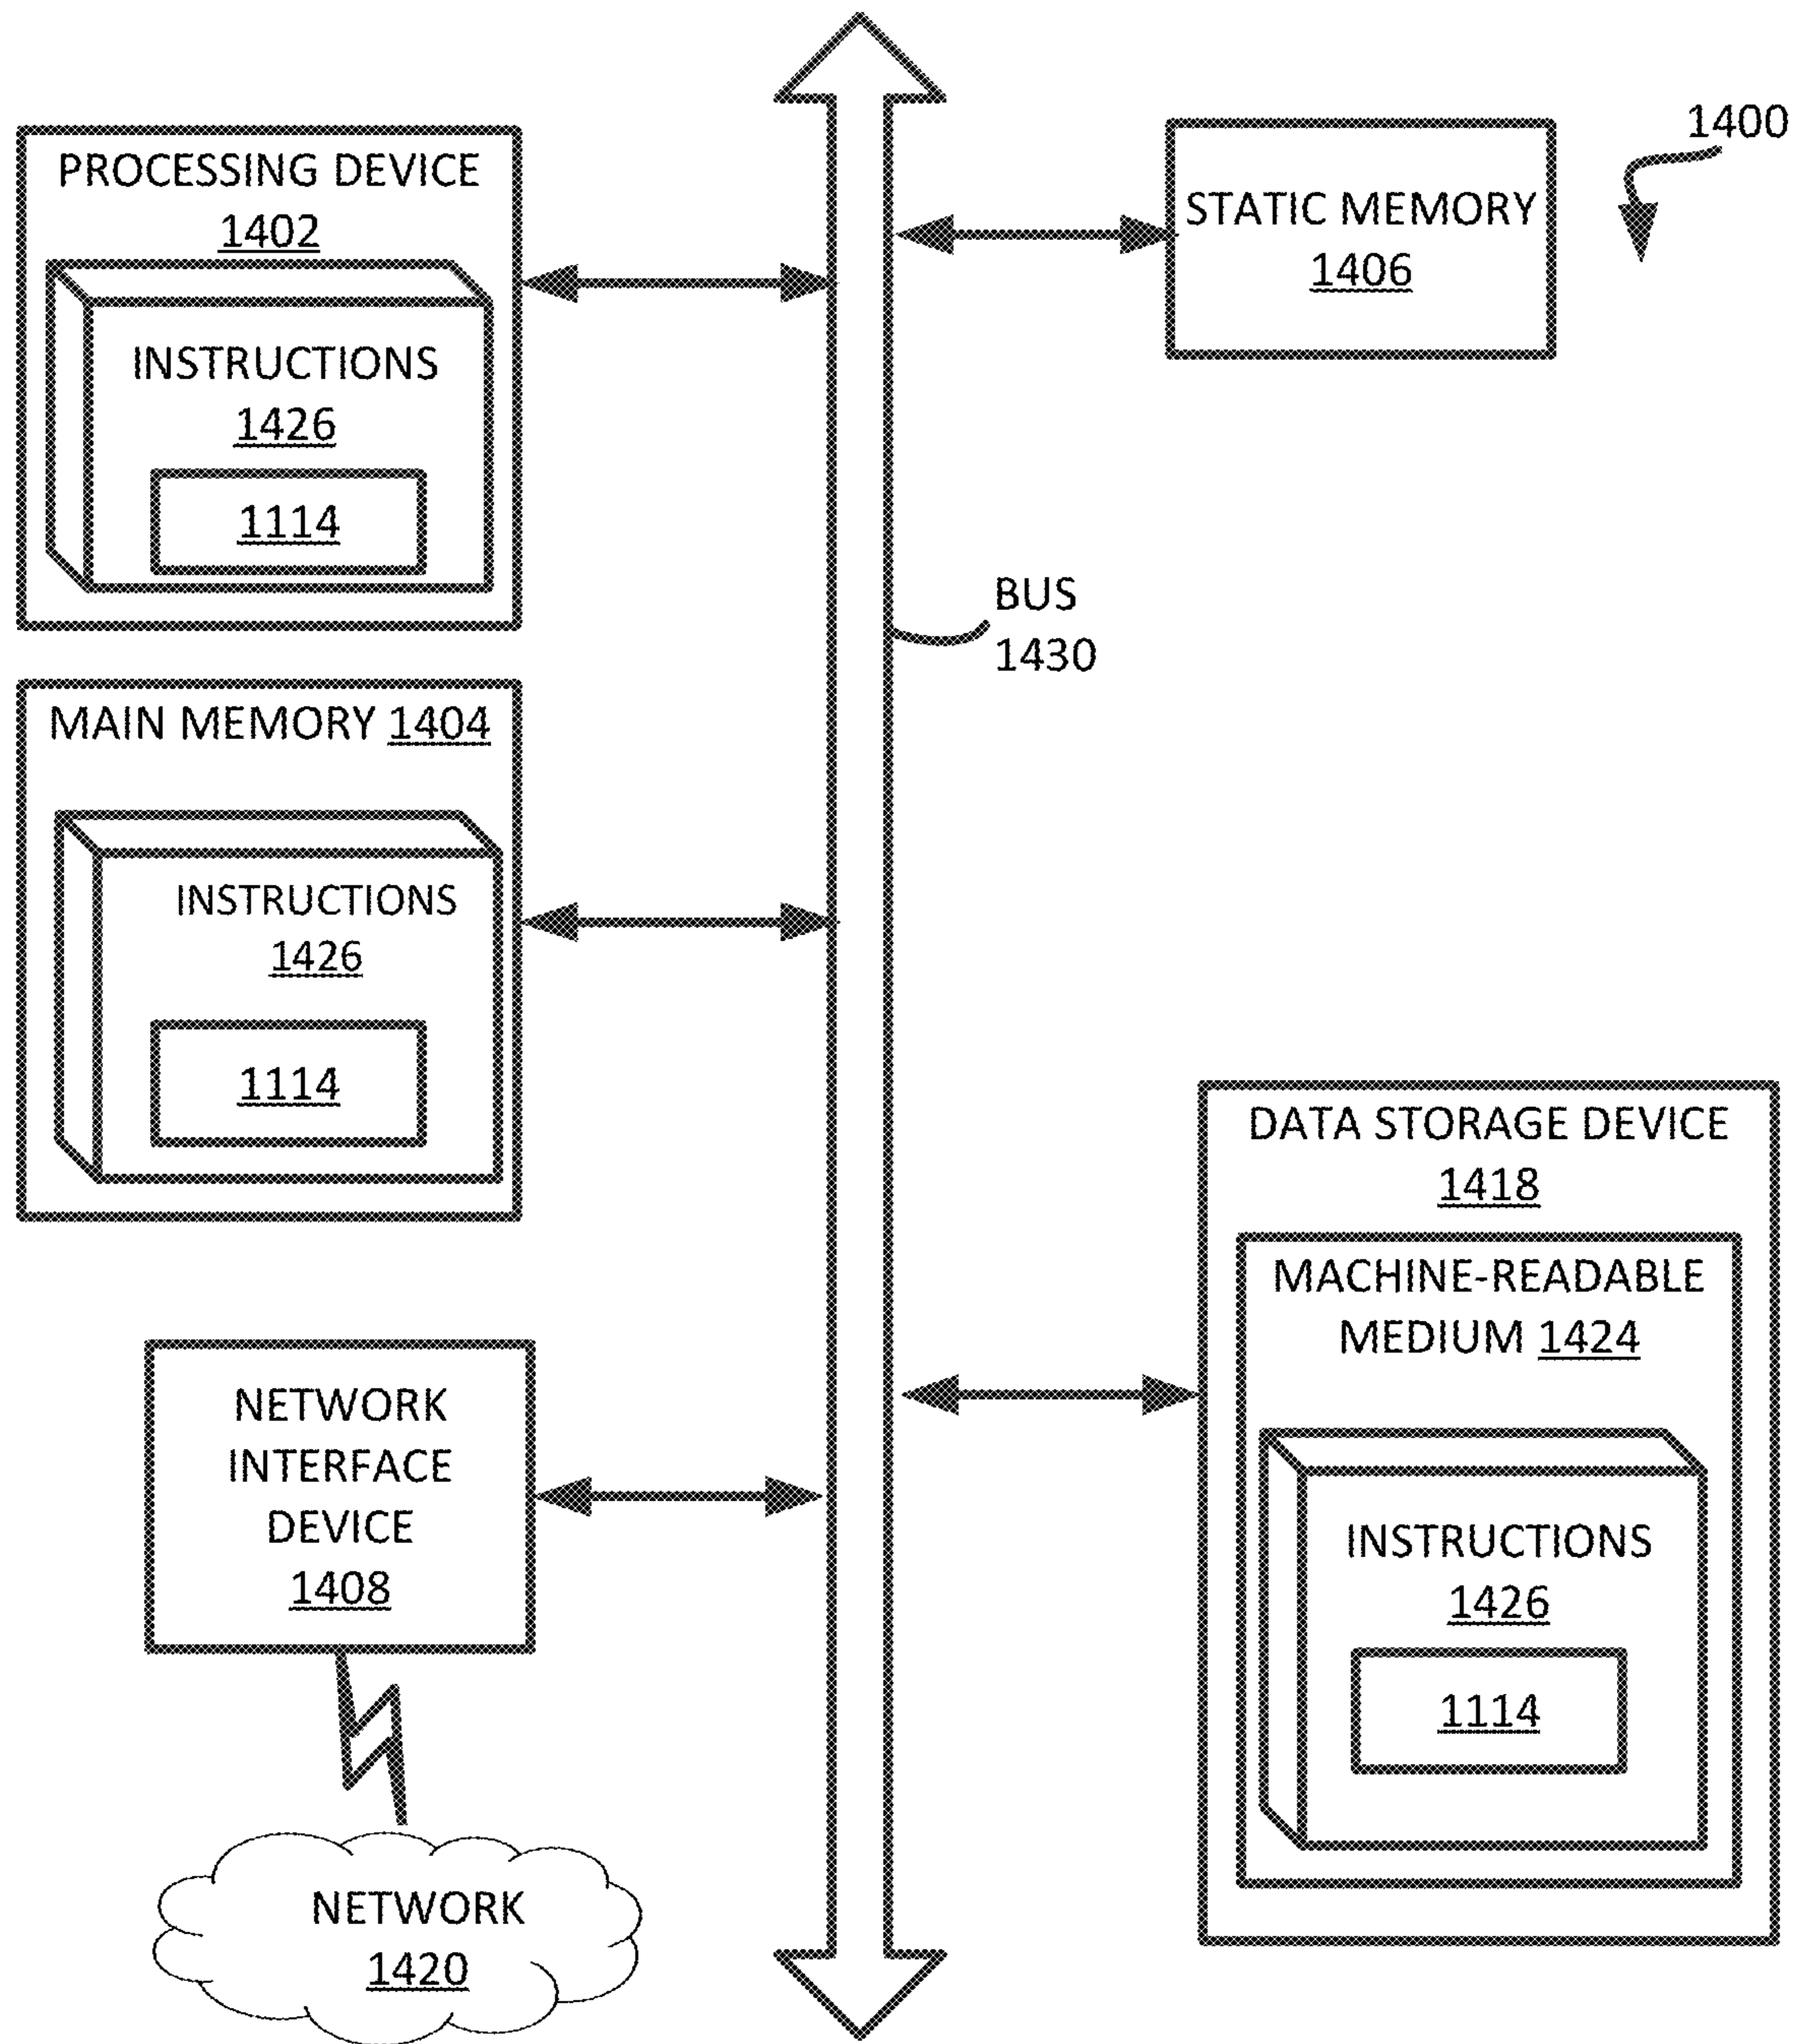 PROCESSING DEVICE
1402
INSTRUCTIONS
1426
1114
MAIN MEMORY 1404
INSTRUCTIONS
1426
1114
NETWORK
INTERFACE
DEVICE
1408
NETWORK
1420
BUS
1430
1400
STATIC MEMORY
1406
DATA STORAGE DEVICE
1418
MACHINE-READABLE
MEDIUM 1424
INSTRUCTIONS
1426
1114